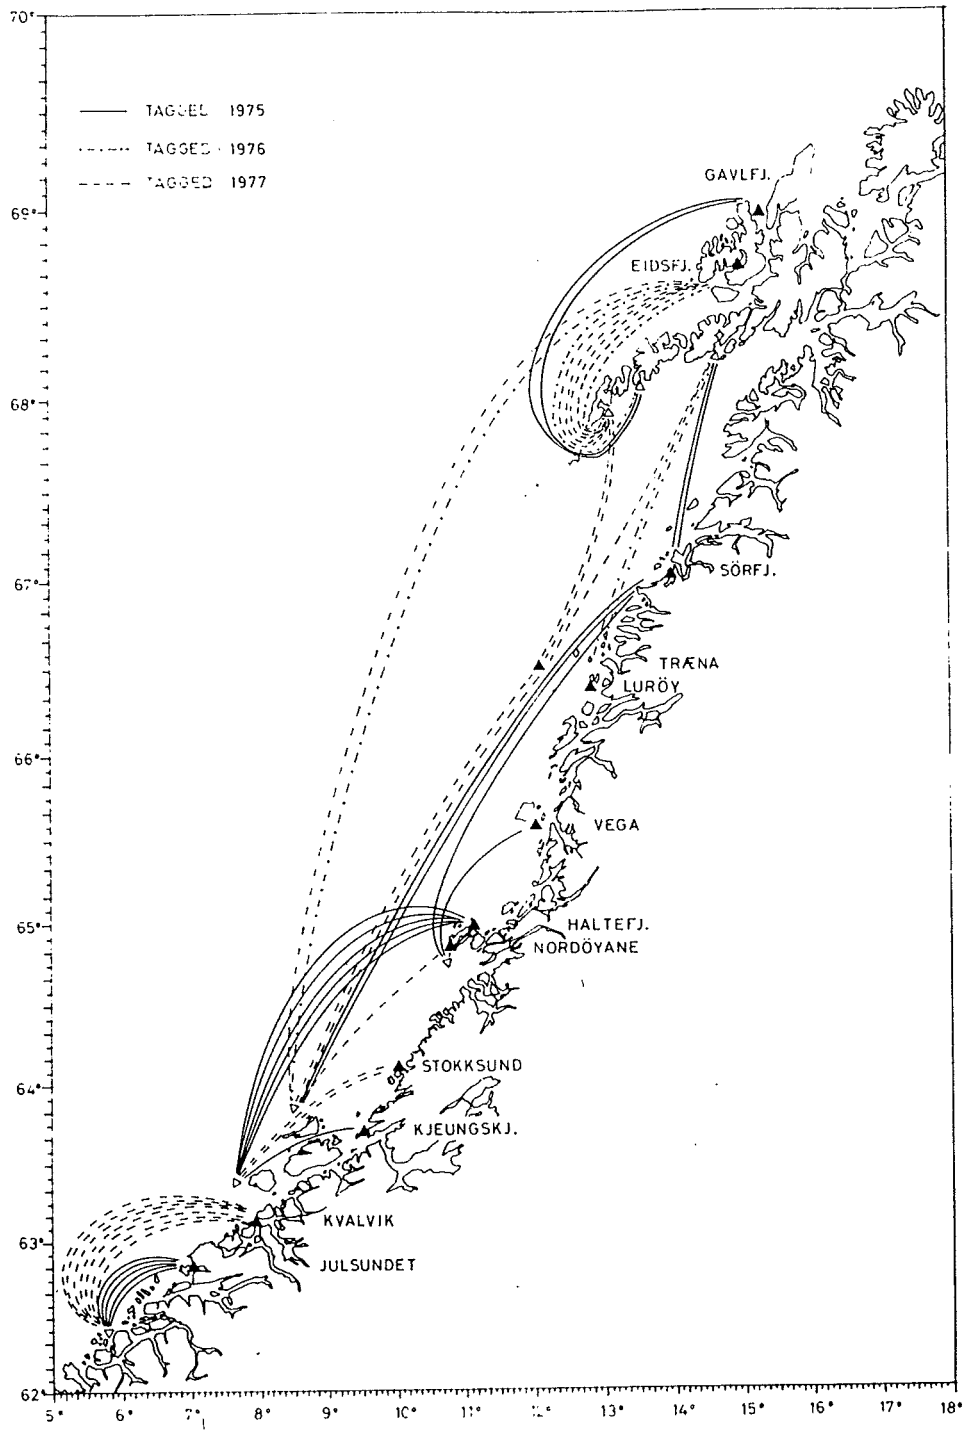 70°
TAGGED 1975
TAGGED 1976
TAGGED 1977
GAVLFJ.
69°
EIDSFJ.
68°
67°
SÖRFJ.
TRÆNA
LURÖY
66°
VEGA
65°
HALTEFJ.
NORDÖYANE
64°
STOKKSUND
KJEUNGSKJ.
63°
KVALVIK
JULSUNDET
62°
5° 6° 7° 8° 9° 10° 11° 12° 13° 14° 15° 16° 17° 18°